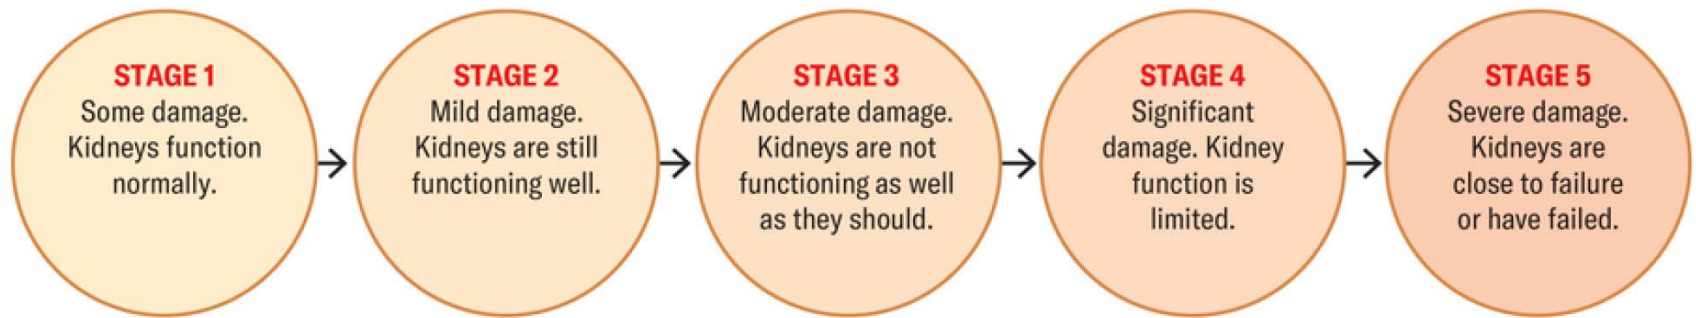 STAGE 1
Some damage.
Kidneys function
normally.
STAGE 2
Mild damage.
Kidneys are still
functioning well.
STAGE 3
Moderate damage.
Kidneys are not
functioning as well
as they should.
STAGE 4
Significant
damage. Kidney
function is
limited.
STAGE 5
Severe damage.
Kidneys are
close to failure
or have failed.